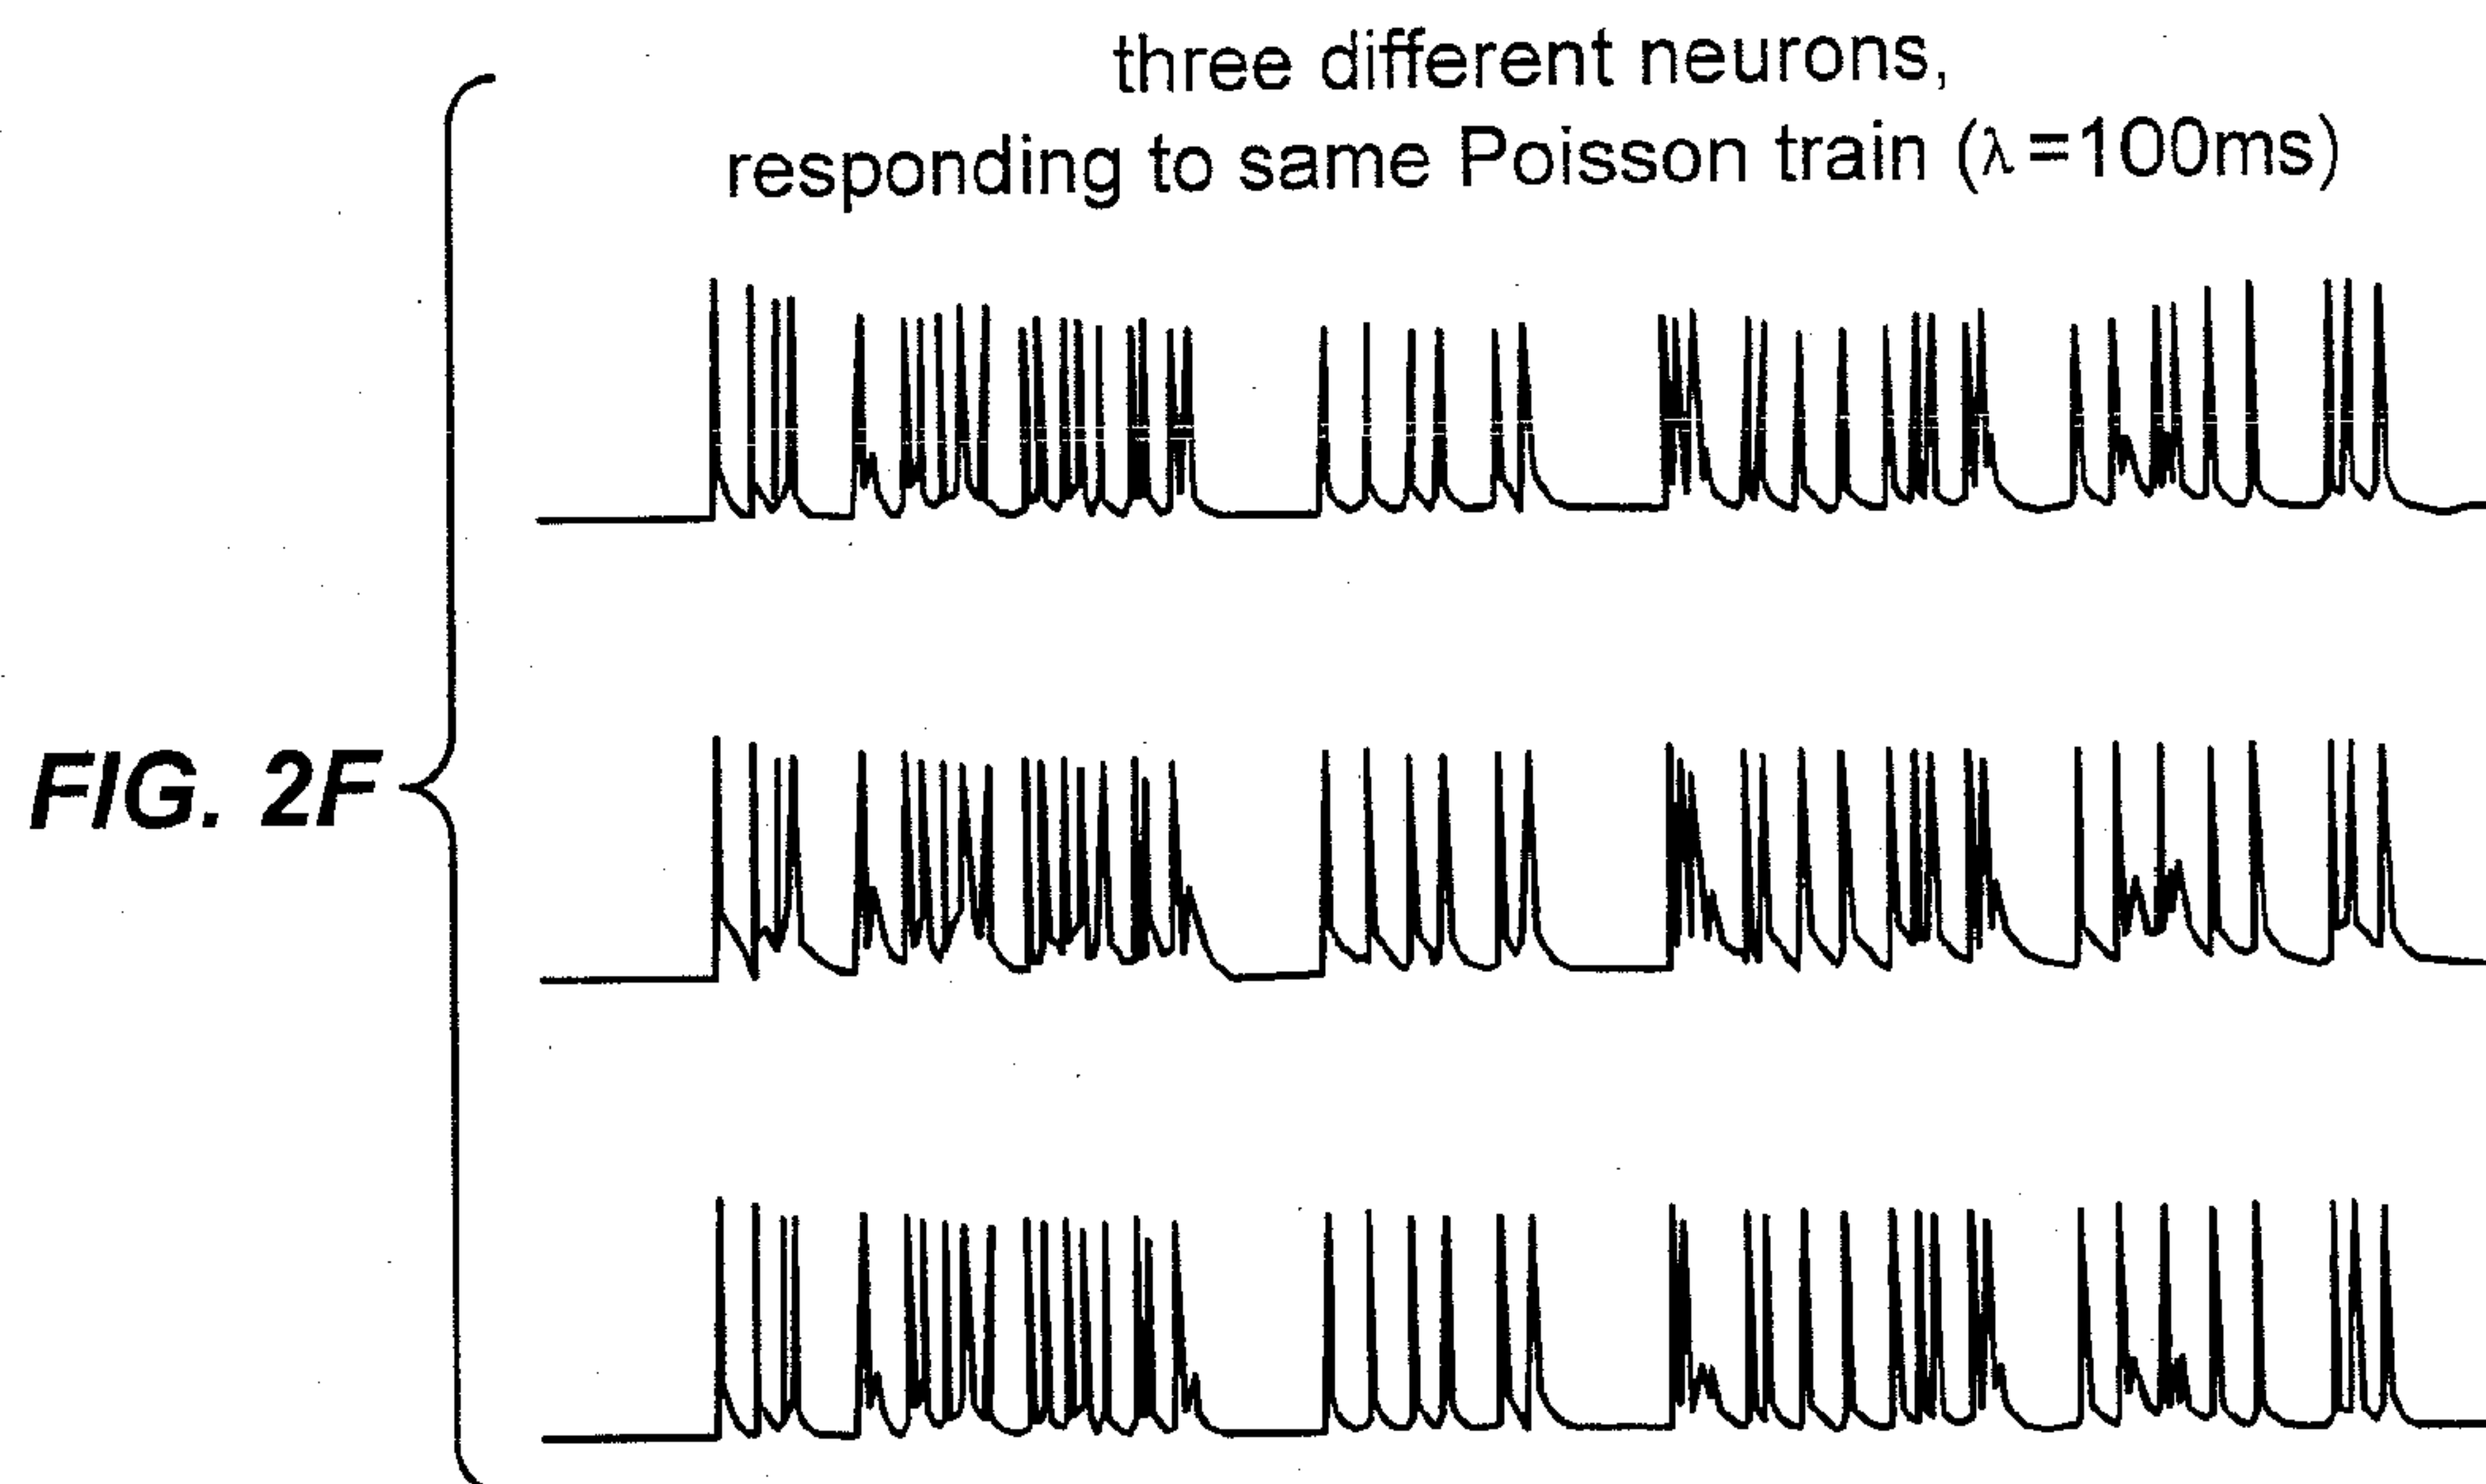 three different neurons,
responding to same Poisson train (λ=100ms)
FIG. 2F